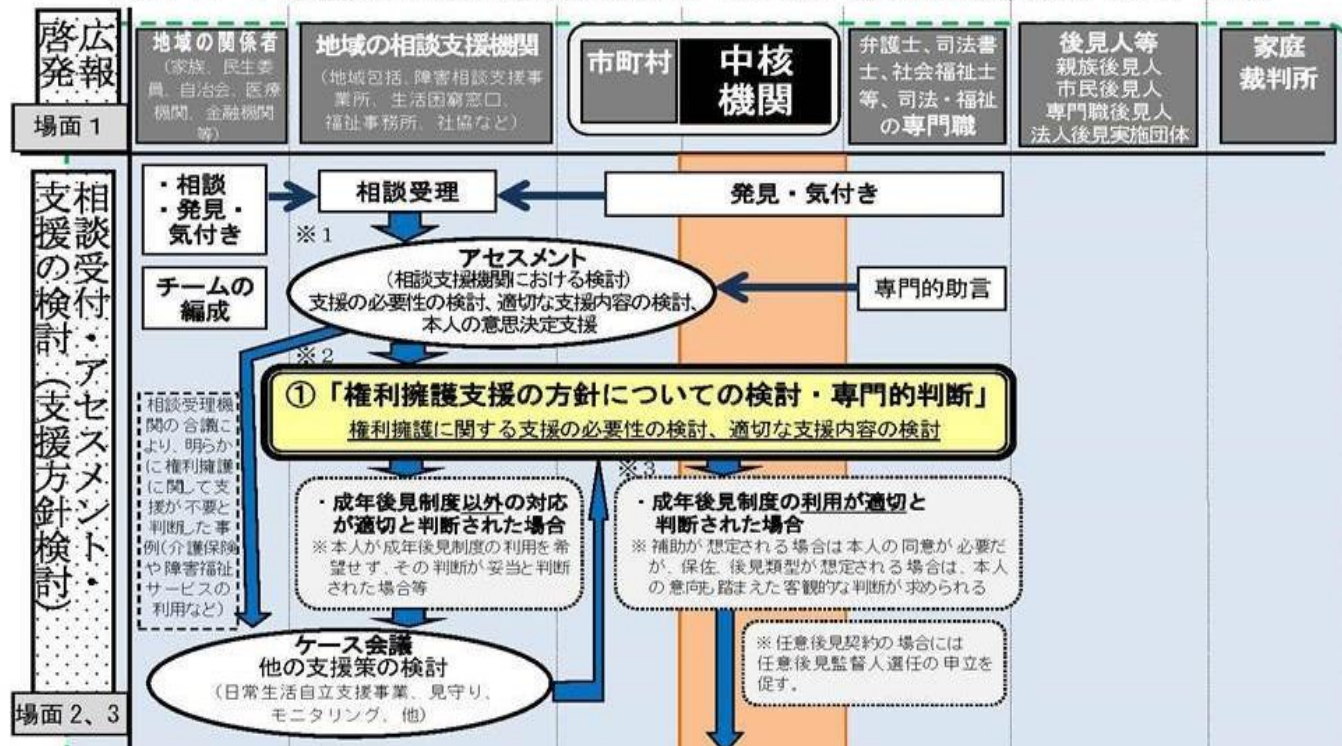 広報
啓発
場面1
地域の関係者
(家族、民生委
員、自治会、医療
機関、金融機関
等)
地域の相談支援機関
(地域包括、障害相談支援事
業所、生活困窮窓口、
福祉事務所、社協など)
市町村
中核
機関
弁護士、司法書
士、社会福祉士
等、司法・福祉
の専門職
後見人等
親族後見人
市民後見人
専門職後見人
法人後見実施団体
家庭
裁判所
相談受付・アセスメント・
支援の検討(支援方針検討)
場面2、3
・相談
・発見・
気付き
相談受理
発見・気付き
※1
チームの
編成
アセスメント
(相談支援機関における検討)
支援の必要性の検討、適切な支援内容の検討、
本人の意思決定支援
専門的助言
※2
①「権利擁護支援の方針についての検討・専門的判断」
権利擁護に関する支援の必要性の検討、適切な支援内容の検討
※3
相談受理機
関の合議に
より、明らか
に権利擁護
に関して支
援が不要と
判断した事
例(介護保険
や障害福祉
サービスの
利用など)
・成年後見制度以外の対応
が適切と判断された場合
※本人が成年後見制度の利用を希
望せず、その判断が妥当と判断
された場合等
・成年後見制度の利用が適切と
判断された場合
※補助が想定される場合は本人の同意が必要だ
が、保佐、後見類型が想定される場合は、本人
の意向も踏まえた客観的な判断が求められる
ケース会議
他の支援策の検討
(日常生活自立支援事業、見守り、
モニタリング、他)
※任意後見契約の場合には
任意後見監督人選任の申立を
促す。